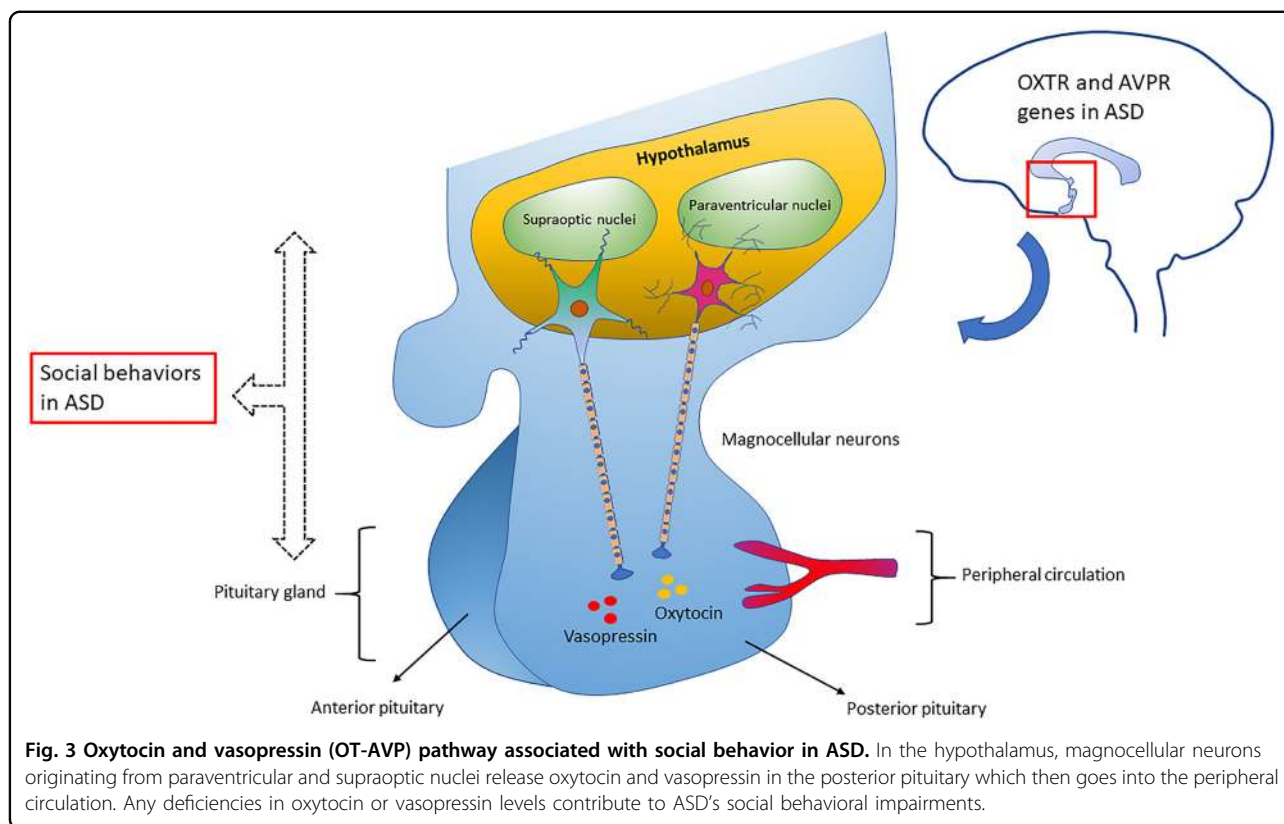 OXTR and AVPR
genes in ASD
Hypothalamus
Supraoptic nuclei
Paraventricular nuclei
Social behaviors
in ASD
Magnocellular neurons
Pituitary gland
Peripheral circulation
Oxytocin
Vasopressin
Anterior pituitary
Posterior pituitary
Fig. 3 Oxytocin and vasopressin (OT-AVP) pathway associated with social behavior in ASD. In the hypothalamus, magnocellular neurons
originating from paraventricular and supraoptic nuclei release oxytocin and vasopressin in the posterior pituitary which then goes into the peripheral
circulation. Any deficiencies in oxytocin or vasopressin levels contribute to ASD's social behavioral impairments.